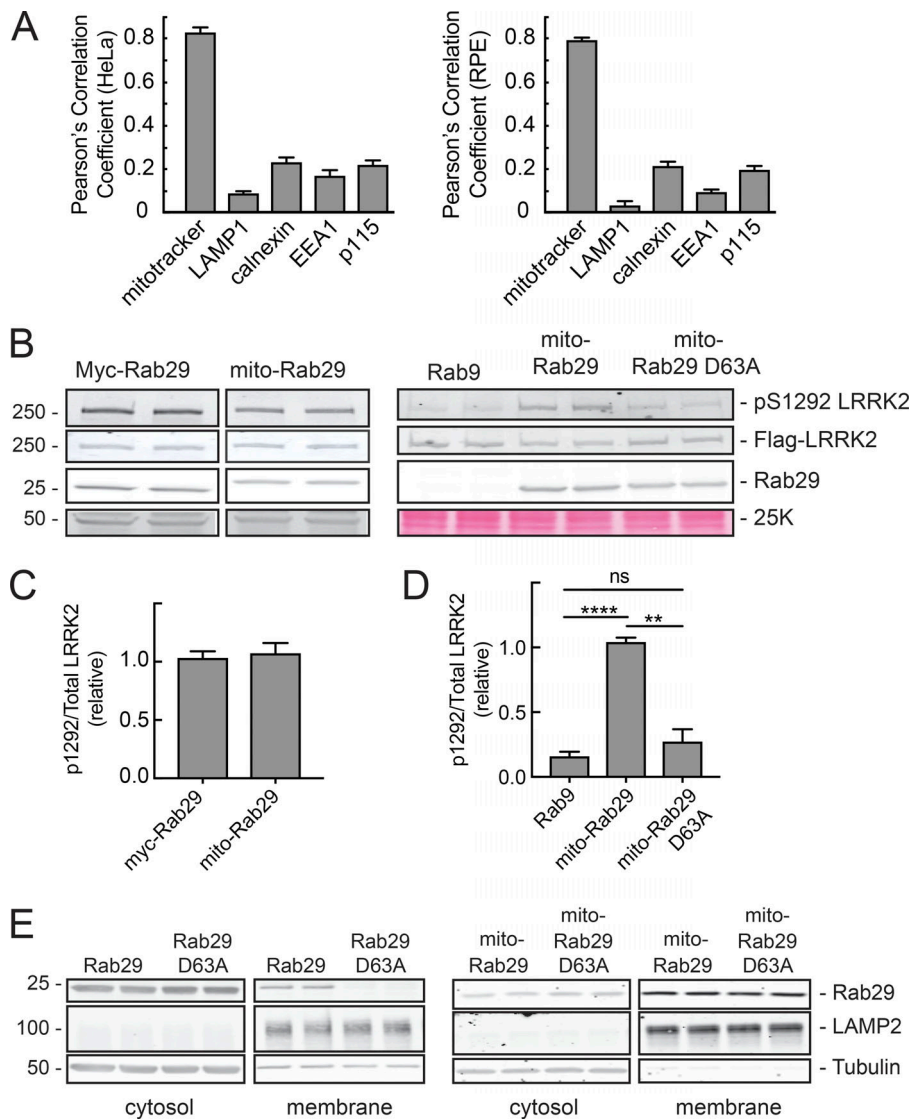 A
Pearson's Correlation
Coefficient (HeLa)
0.8
0.4
0.2
0
mitotracker
LAMP1
calnexin
EEA1
p115
Pearson's Correlation
Coefficient (RPE)
0.8
0.4
0.2
0
mitotracker
LAMP1
calnexin
EEA1
p115
B
Myc-Rab29
mito-Rab29
Rab9
mito-
Rab29
mito-
Rab29 D63A
250 -
- pS1292 LRRK2
250 -
- Flag-LRRK2
25 -
- Rab29
50 -
- 25K
C
p1292/Total LRRK2
(relative)
1.0
0.5
0.0
myc-Rab29
mito-Rab29
D
p1292/Total LRRK2
(relative)
ns
**** **
1.0
0.5
0.0
Rab9
mito-Rab29
mito-Rab29
D63A
E
Rab29
Rab29
D63A
Rab29
Rab29
D63A
mito-
Rab29
mito-
Rab29
D63A
mito-
Rab29
mito-
Rab29
D63A
25 -
- Rab29
100 -
- LAMP2
50 -
- Tubulin
cytosol
membrane
cytosol
membrane